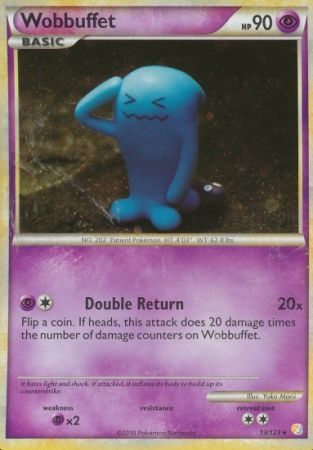 Wobbuffet HP 90
BASIC
NO. 202 Patient Pokémon HT: 4'03" WT: 62.8 lbs.
Double Return 20x
Flip a coin. If heads, this attack does 20 damage times
the number of damage counters on Wobbuffet.
Illus. Yuka Morii
It hates light and shock. If attacked, it inflates its body to build up its
counterstrike.
weakness resistance retreat cost
×2
©2010 Pokémon/Nintendo 13/123 ★